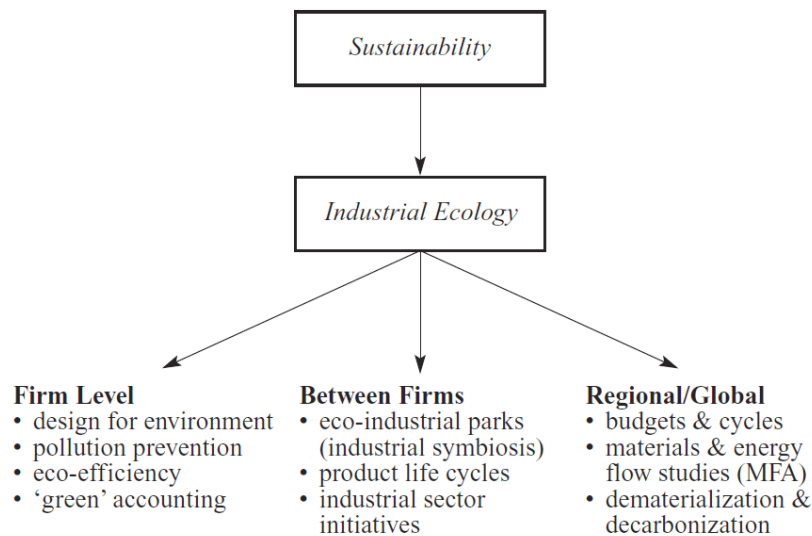 Sustainability
Industrial Ecology
Firm Level
• design for environment
• pollution prevention
• eco-efficiency
• ‘green’ accounting
Between Firms
• eco-industrial parks
(industrial symbiosis)
• product life cycles
• industrial sector
initiatives
Regional/Global
• budgets & cycles
• materials & energy
flow studies (MFA)
• dematerialization &
decarbonization